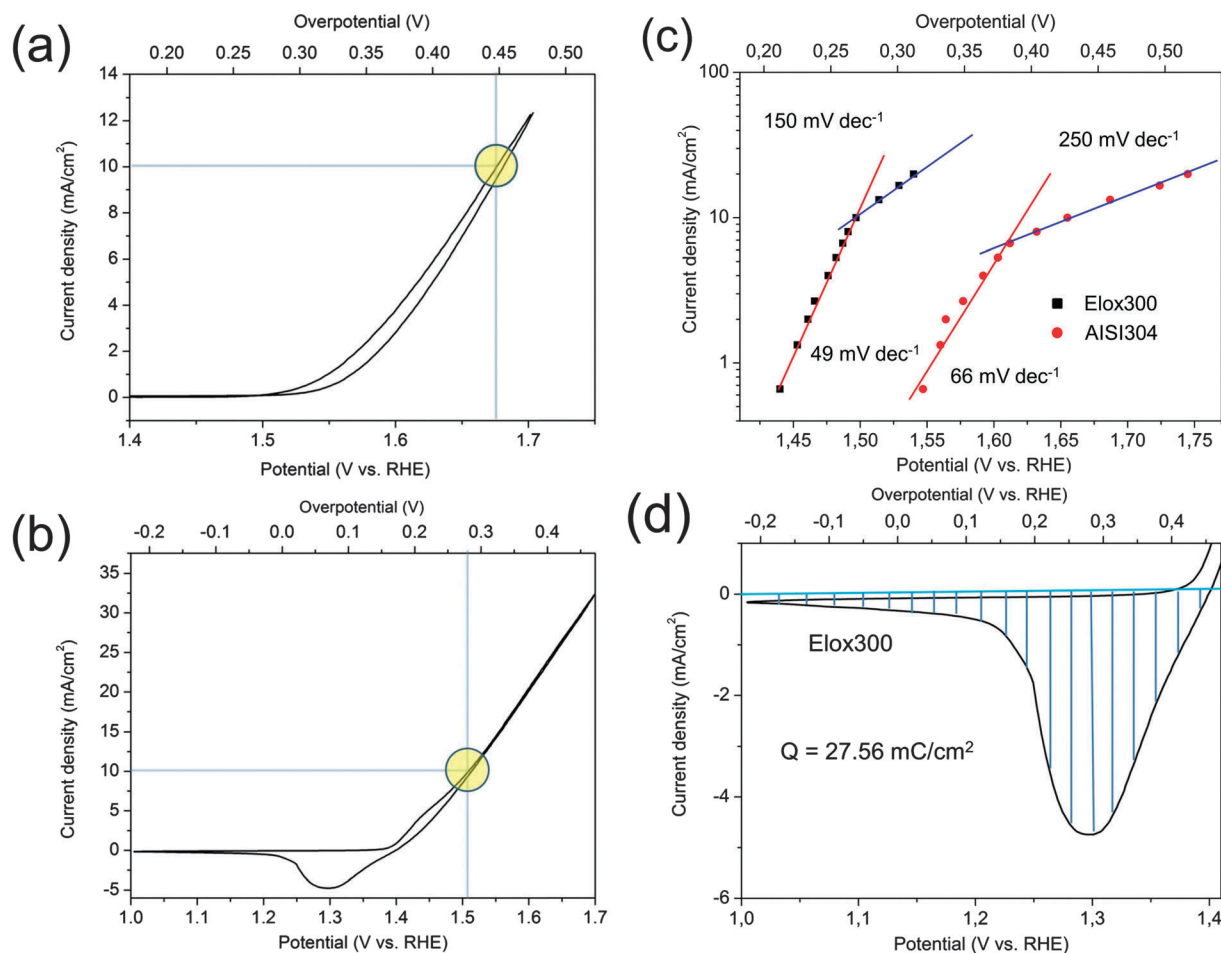 (a)
Overpotential (V)
0.20 0.25 0.30 0.35 0.40 0.45 0.50
14
12
10
8
6
4
2
0
Current density (mA/cm²)
1.4 1.5 1.6 1.7
Potential (V vs. RHE)
(c)
Overpotential (V)
0,20 0,25 0,30 0,35 0,40 0,45 0,50
100
10
1
Current density (mA/cm²)
150 mV dec⁻¹
250 mV dec⁻¹
Elox300
AISI304
49 mV dec⁻¹
66 mV dec⁻¹
1,45 1,50 1,55 1,60 1,65 1,70 1,75
Potential (V vs. RHE)
(b)
Overpotential (V)
-0.2 -0.1 0.0 0.1 0.2 0.3 0.4
35
30
25
20
15
10
5
0
-5
Current density (mA/cm²)
1.0 1.1 1.2 1.3 1.4 1.5 1.6 1.7
Potential (V vs. RHE)
(d)
Overpotential (V vs. RHE)
-0,2 -0,1 0,0 0,1 0,2 0,3 0,4
0
-2
-4
-6
Current density (mA/cm²)
Elox300
Q = 27.56 mC/cm²
1,0 1,1 1,2 1,3 1,4
Potential (V vs. RHE)